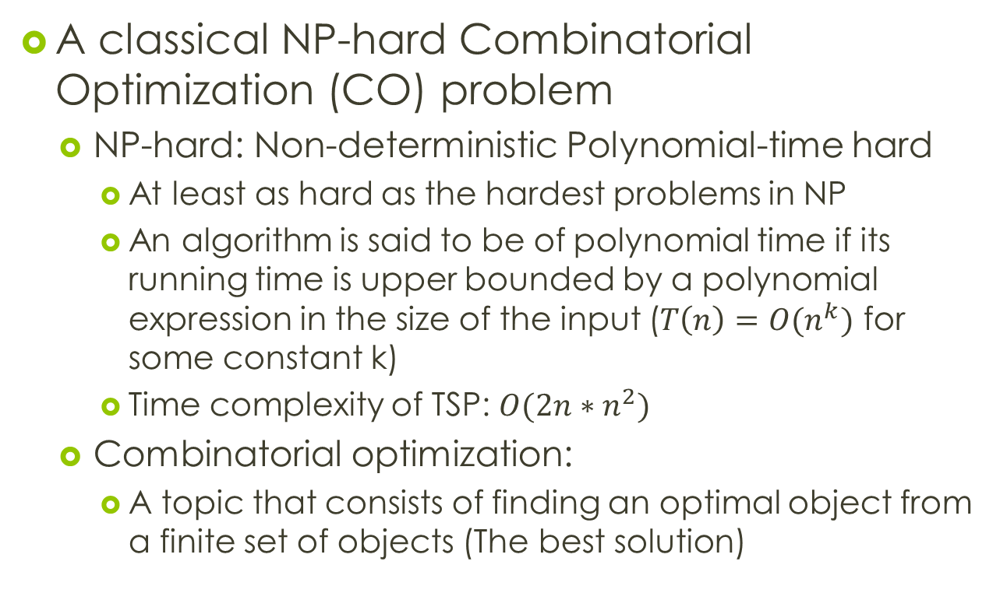 A classical NP-hard Combinatorial
Optimization (CO) problem
NP-hard: Non-deterministic Polynomial-time hard
At least as hard as the hardest problems in NP
An algorithm is said to be of polynomial time if its
running time is upper bounded by a polynomial
expression in the size of the input (T(n) = O(n^k) for
some constant k)
Time complexity of TSP: O(2n ∗ n²)
Combinatorial optimization:
A topic that consists of finding an optimal object from
a finite set of objects (The best solution)